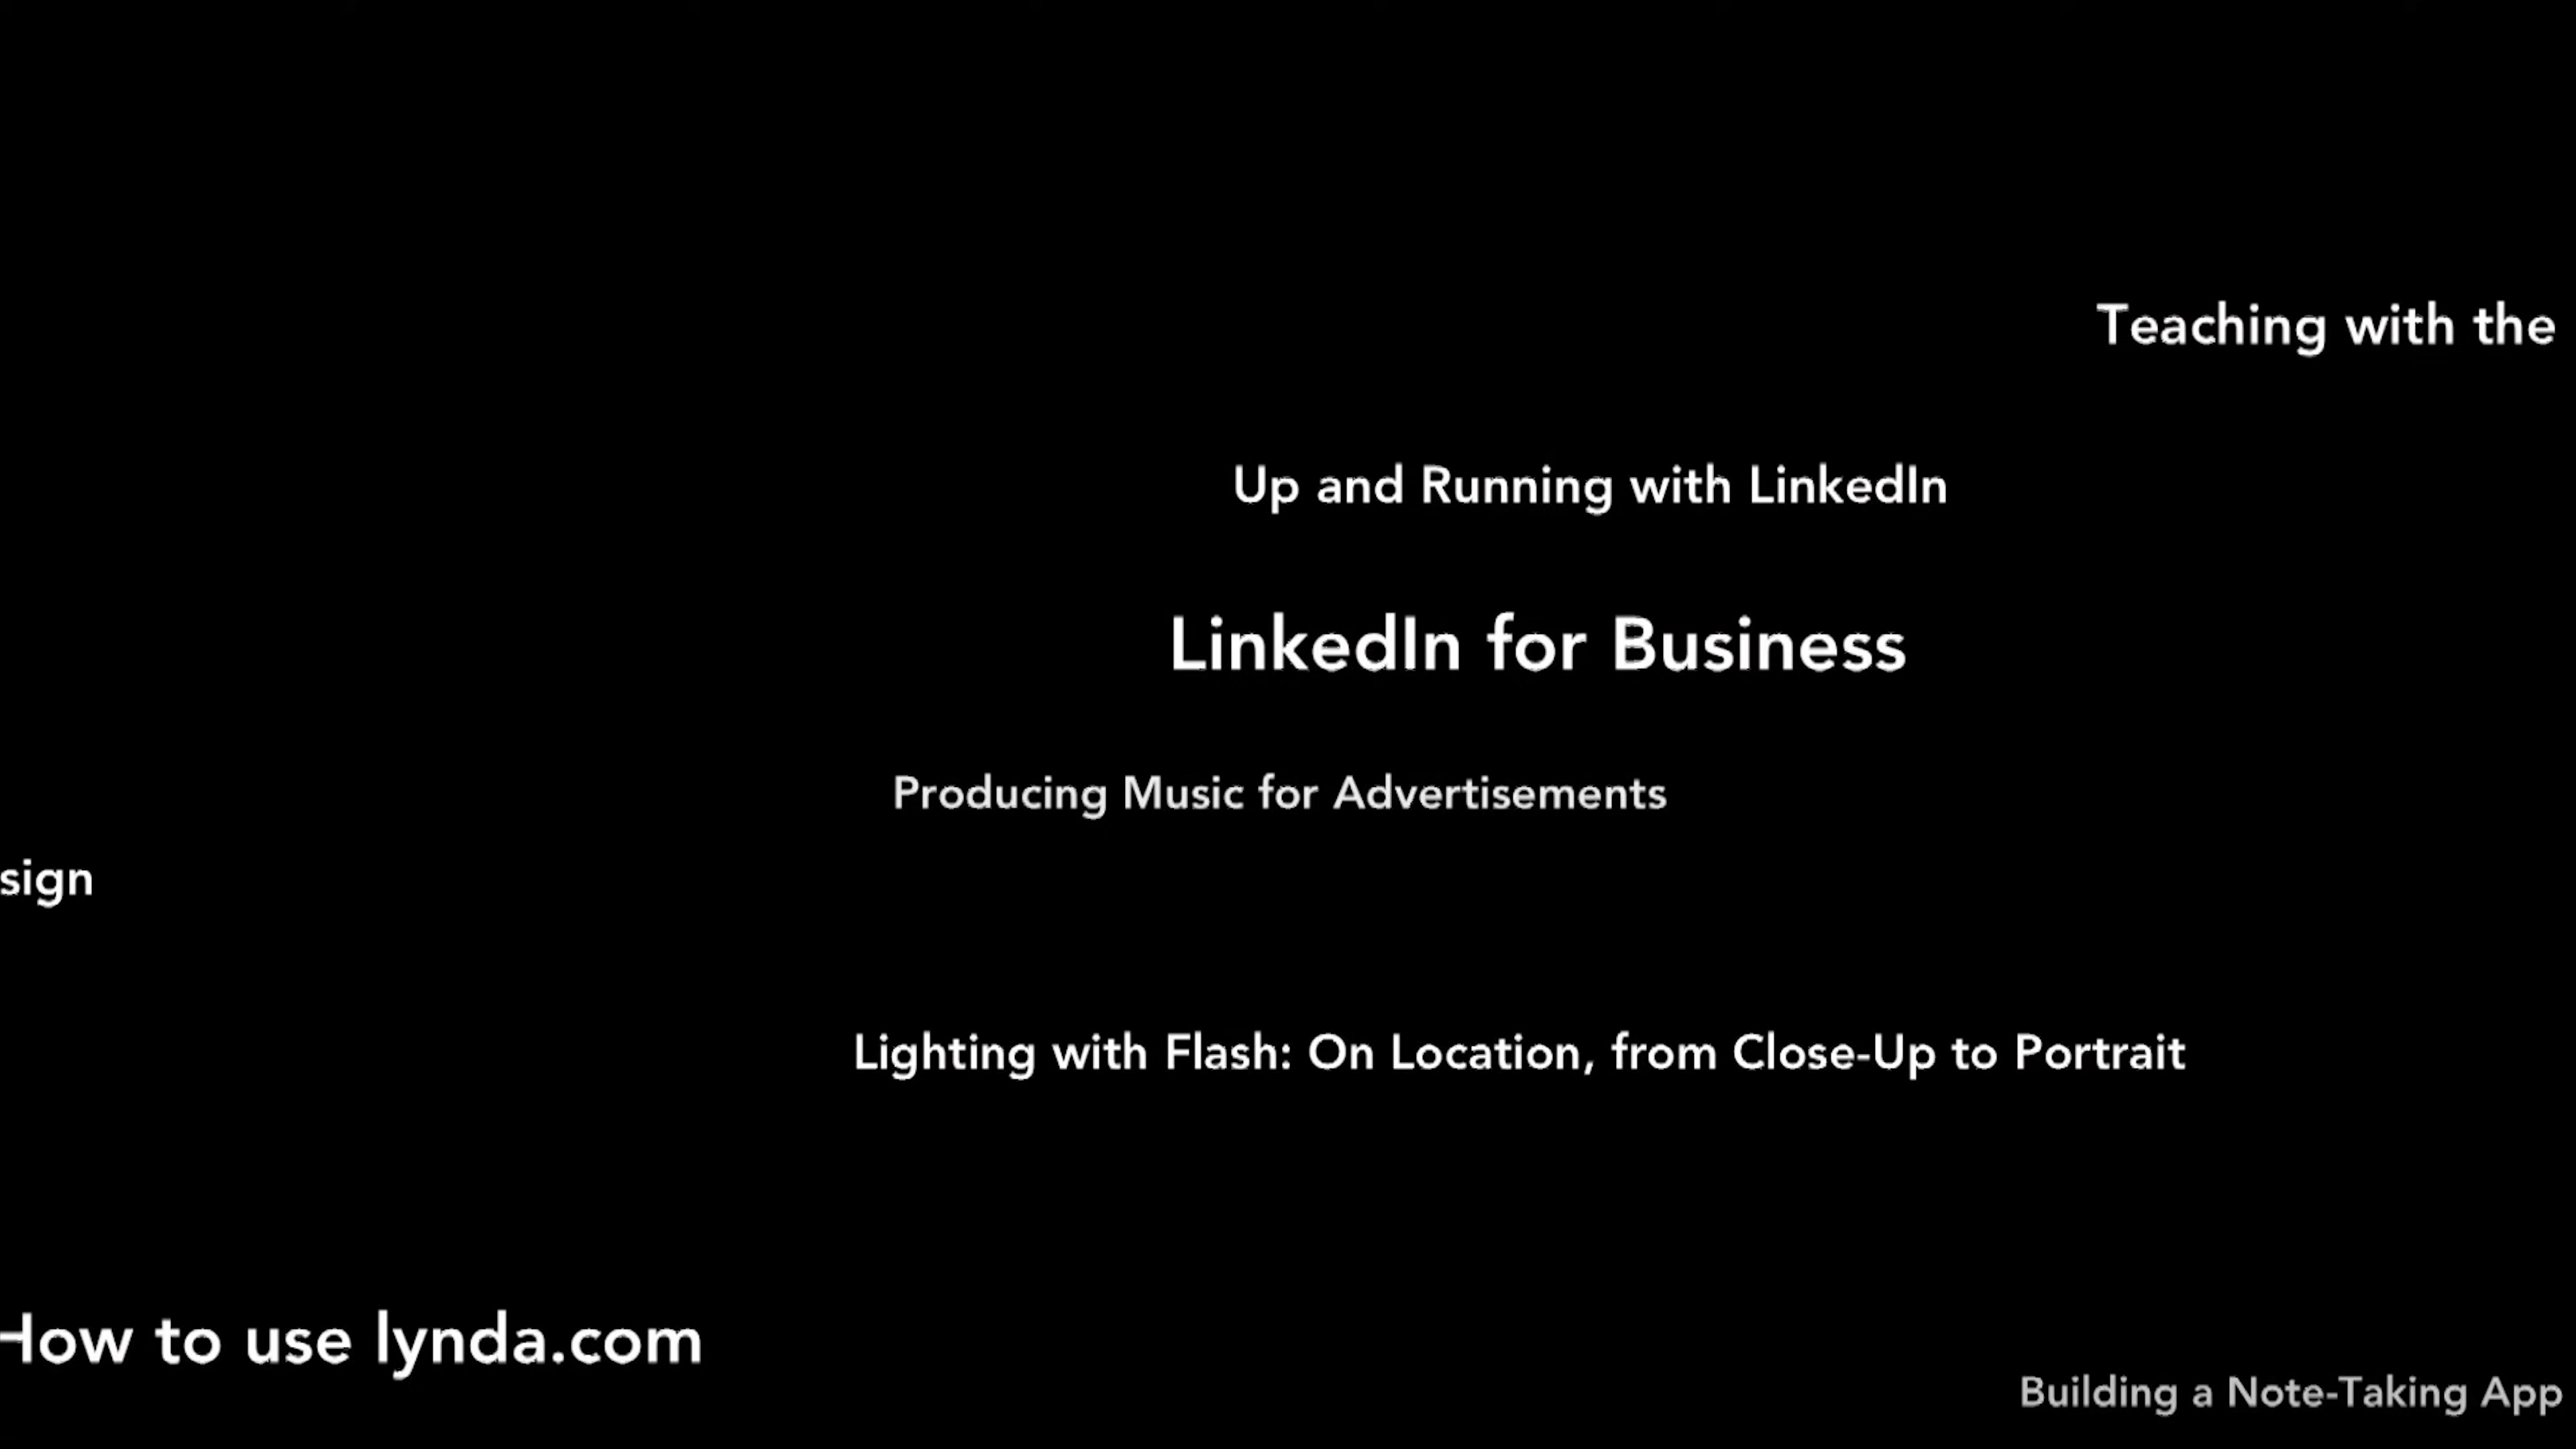 Teaching with the
Up and Running with LinkedIn
LinkedIn for Business
Producing Music for Advertisements
sign
Lighting with Flash: On Location, from Close-Up to Portrait
How to use lynda.com
Building a Note-Taking App